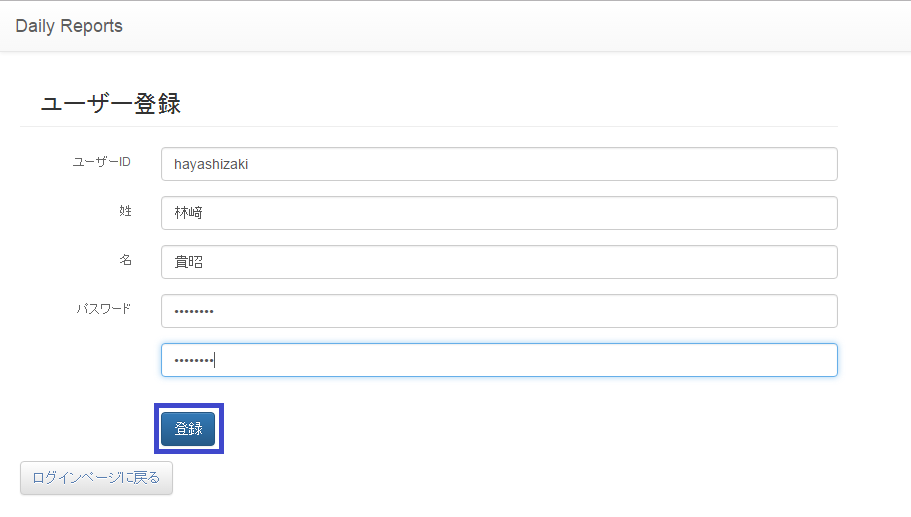 Daily Reports
ユーザー登録
ユーザーID
hayashizaki
姓
林﨑
名
貴昭
パスワード
••••••••
••••••••
登録
ログインページに戻る